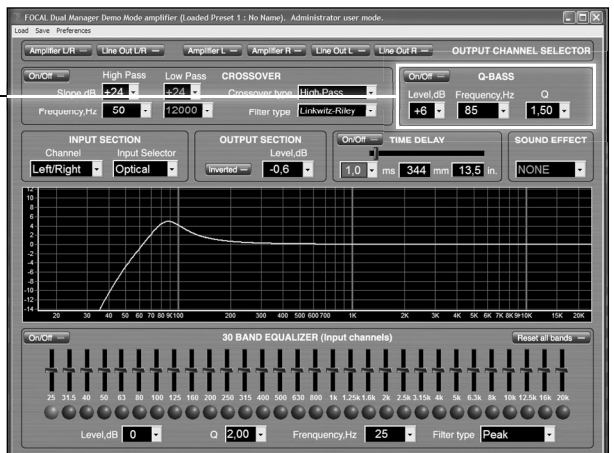 FOCAL Dual Manager Demo Mode amplifier (Loaded Preset 1 : No Name). Administrator user mode.
Load Save Preferences
Amplifier L/R Line Out L/R Amplifier L Amplifier R Line Out L Line Out R OUTPUT CHANNEL SELECTOR
On/Off High Pass Low Pass CROSSOVER
Slope dB +24 +24 Crossover type High-Pass
Frequency,Hz 50 12000 Filter type Linkwitz-Riley
On/Off Q-BASS
Level,dB Frequency,Hz Q
+6 85 1,50
INPUT SECTION
Channel Input Selector
Left/Right Optical
OUTPUT SECTION
Level,dB
Inverted -0,6
On/Off TIME DELAY
1,0 ms 344 mm 13,5 in.
SOUND EFFECT
NONE
12
10
8
6
4
2
0
-2
-4
-6
-8
-10
-12
-14
20 30 40 50 60 70 80 90100 200 300 400 500 600 700 1K 2K 3K 4K 5K 6K 7K 8K9K10K 15K 20K
On/Off 30 BAND EQUALIZER (Input channels) Reset all bands
25 31.5 40 50 63 80 100 125 160 200 250 315 400 500 630 800 1k 1.25k 1.6k 2k 2.5k 3.15k 4k 5k 6.3k 8k 10k 12.5k 16k 20k
Level,dB 0 Q 2,00 Frenquency,Hz 25 Filter type Peak